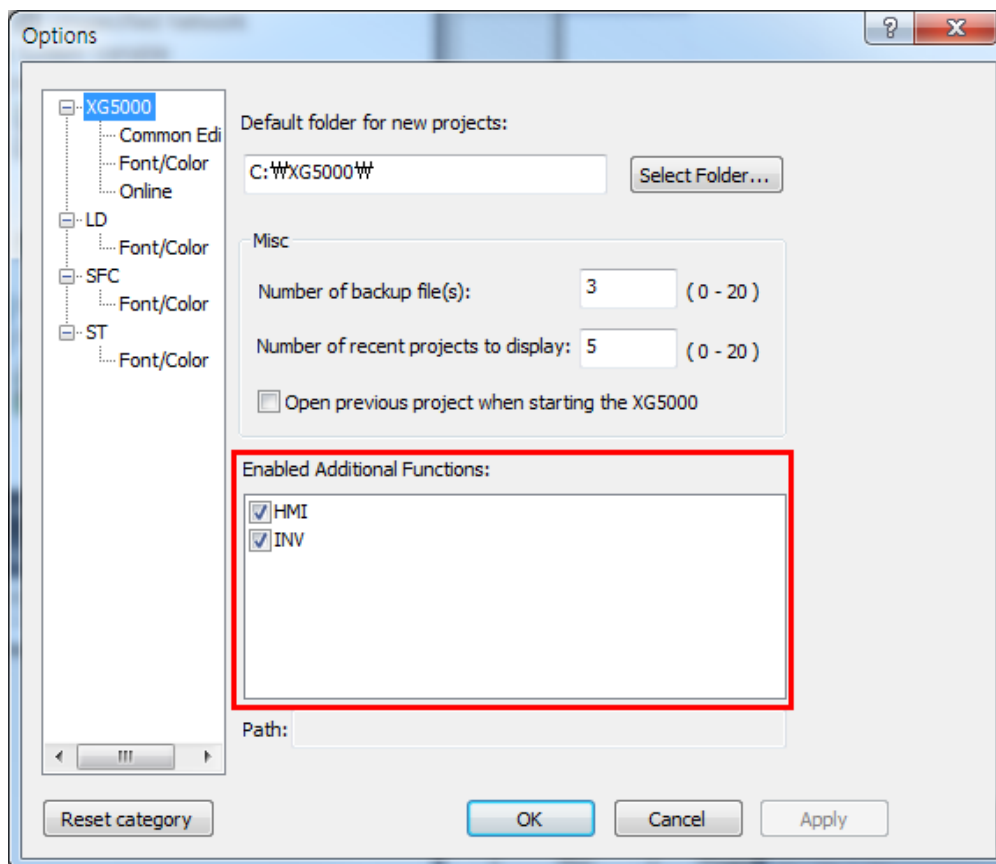 Options
XG5000
Common Edi
Font/Color
Online
LD
Font/Color
SFC
Font/Color
ST
Font/Color
Default folder for new projects:
C:₩XG5000₩
Select Folder...
Misc
Number of backup file(s):
3
( 0 - 20 )
Number of recent projects to display:
5
( 0 - 20 )
Open previous project when starting the XG5000
Enabled Additional Functions:
HMI
INV
Path:
Reset category
OK
Cancel
Apply